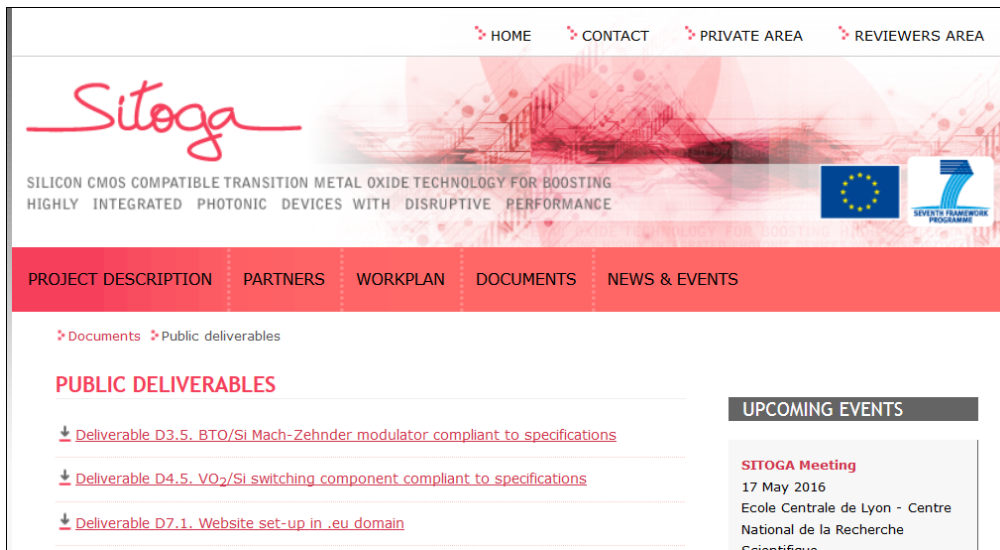 HOME CONTACT PRIVATE AREA REVIEWERS AREA
Sitoga
SILICON CMOS COMPATIBLE TRANSITION METAL OXIDE TECHNOLOGY FOR BOOSTING
HIGHLY INTEGRATED PHOTONIC DEVICES WITH DISRUPTIVE PERFORMANCE
7
SEVENTH FRAMEWORK
PROGRAMME
PROJECT DESCRIPTION PARTNERS WORKPLAN DOCUMENTS NEWS & EVENTS
Documents Public deliverables
PUBLIC DELIVERABLES
Deliverable D3.5. BTO/Si Mach-Zehnder modulator compliant to specifications
Deliverable D4.5. VO₂/Si switching component compliant to specifications
Deliverable D7.1. Website set-up in .eu domain
UPCOMING EVENTS
SITOGA Meeting
17 May 2016
Ecole Centrale de Lyon - Centre
National de la Recherche
Scientifique